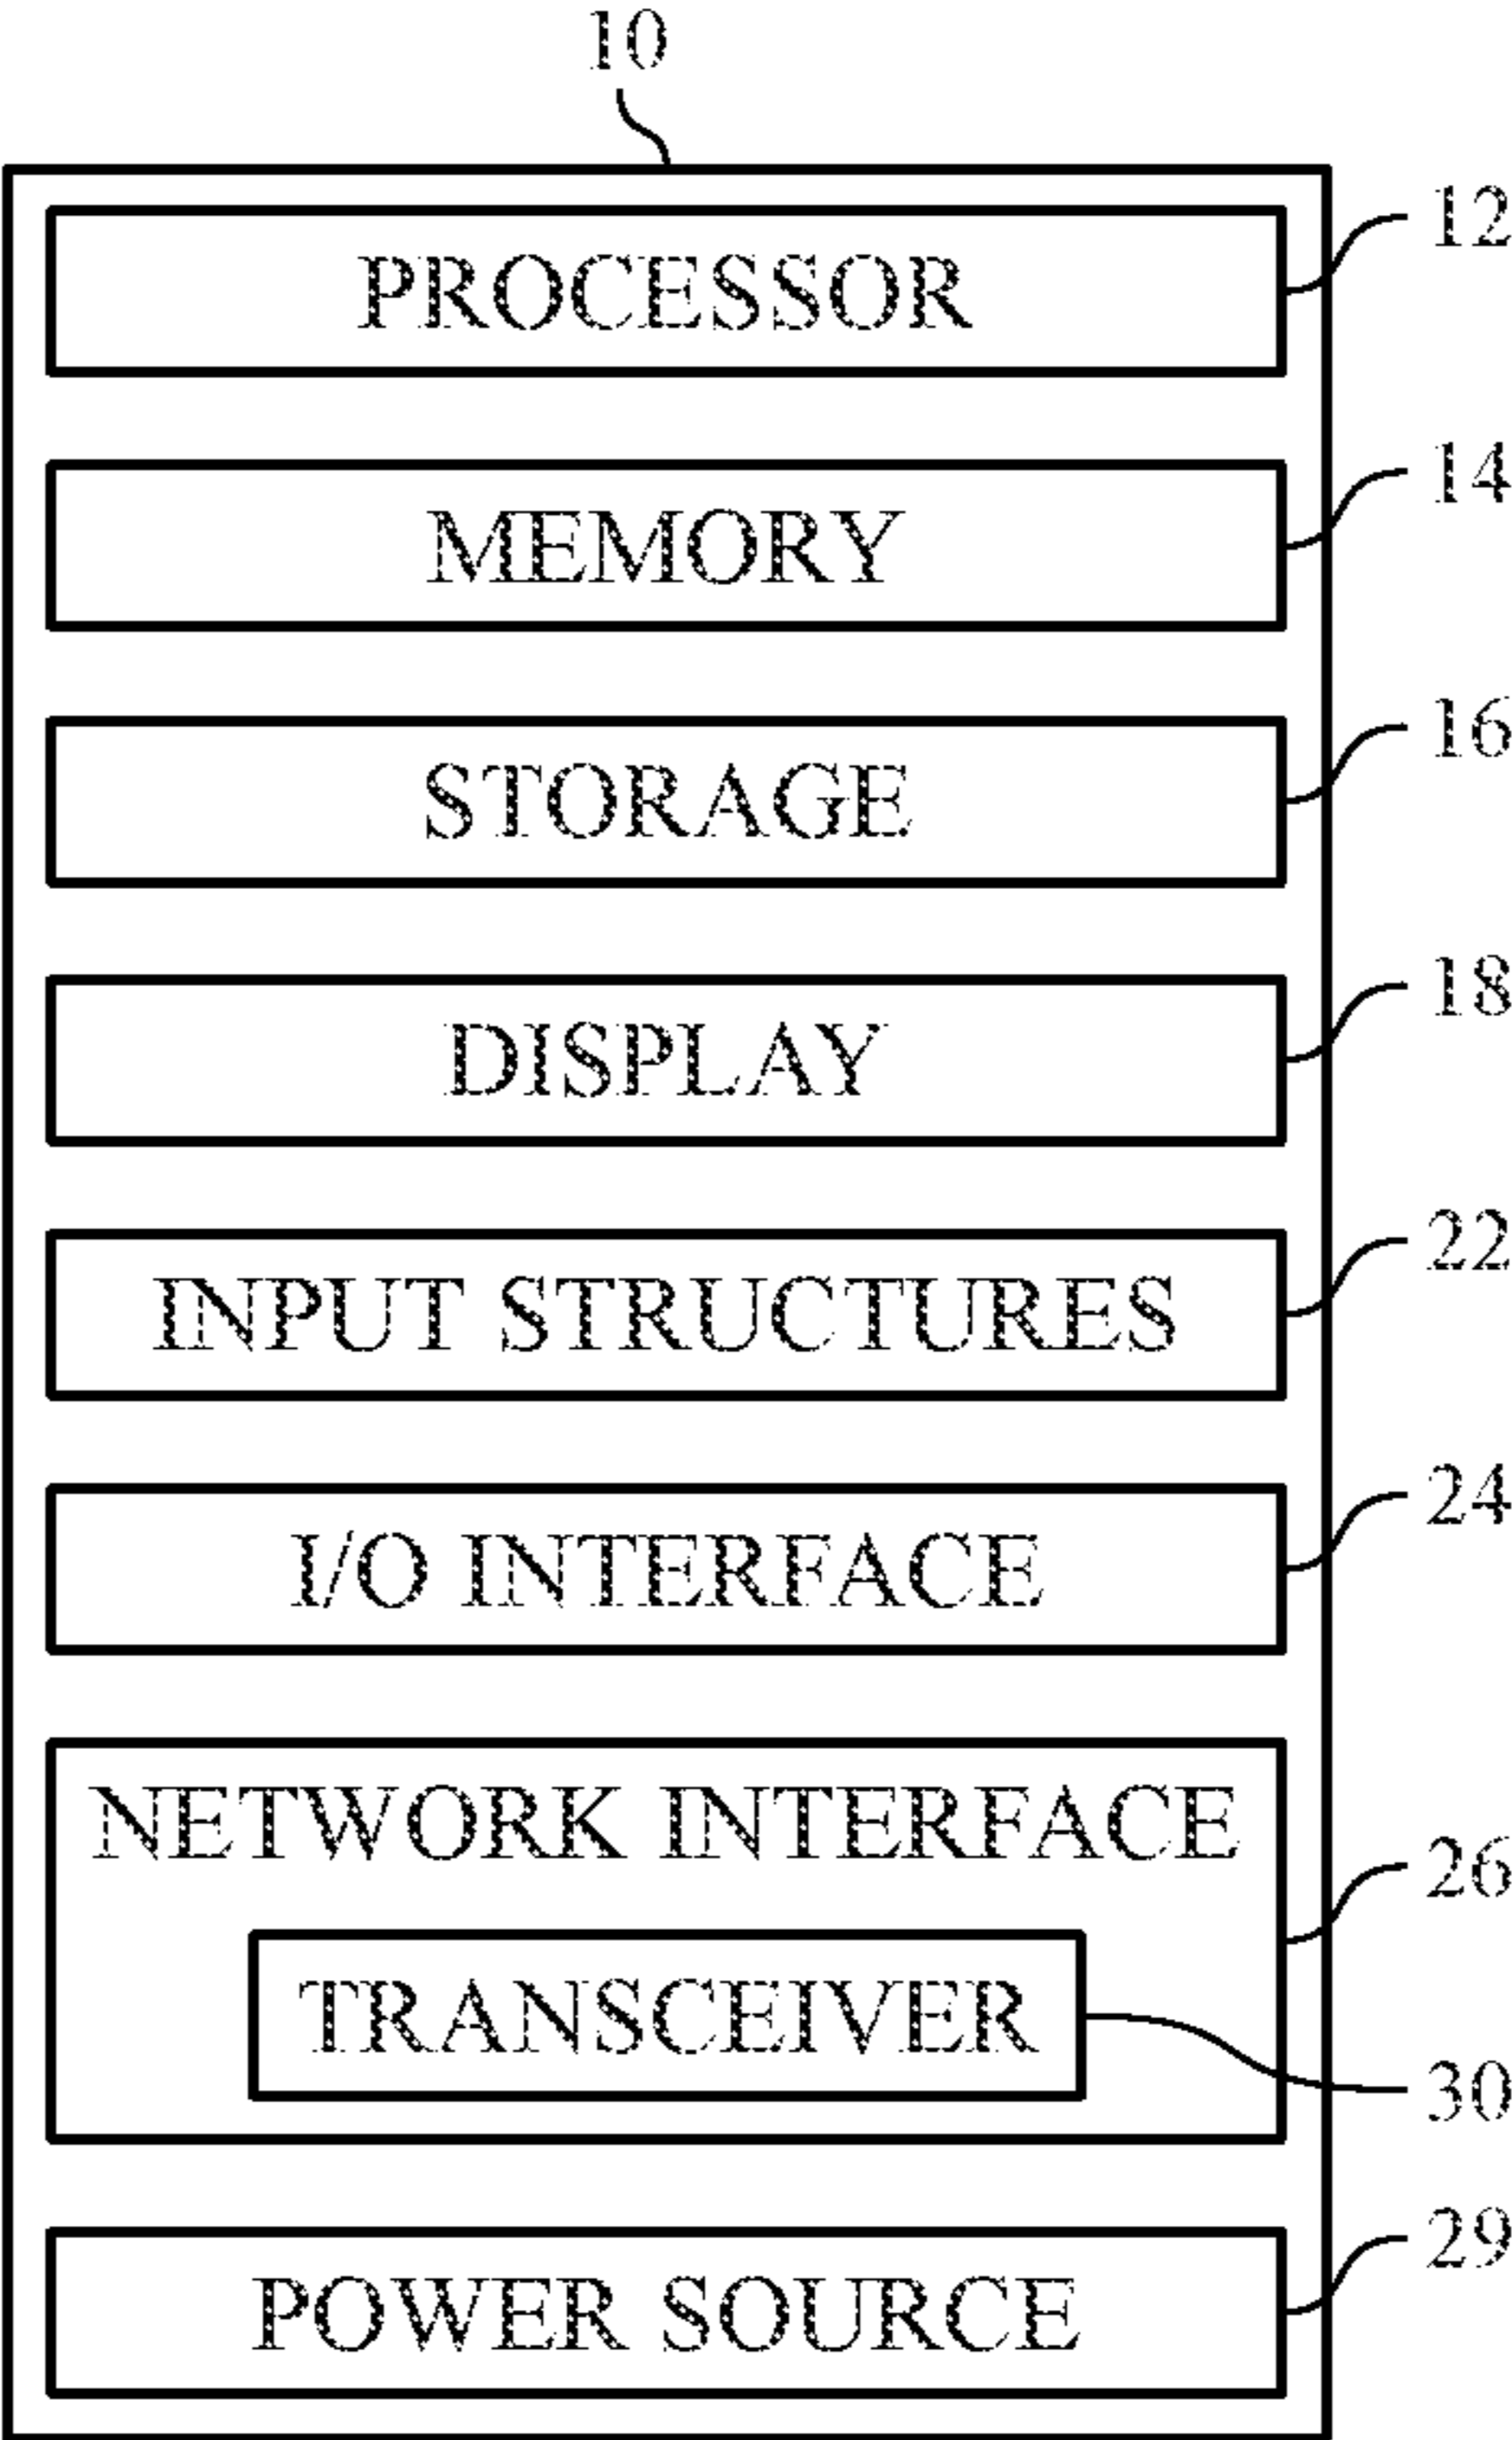 10
PROCESSOR
12
MEMORY
14
STORAGE
16
DISPLAY
18
INPUT STRUCTURES
22
I/O INTERFACE
24
NETWORK INTERFACE
26
TRANSCEIVER
30
POWER SOURCE
29